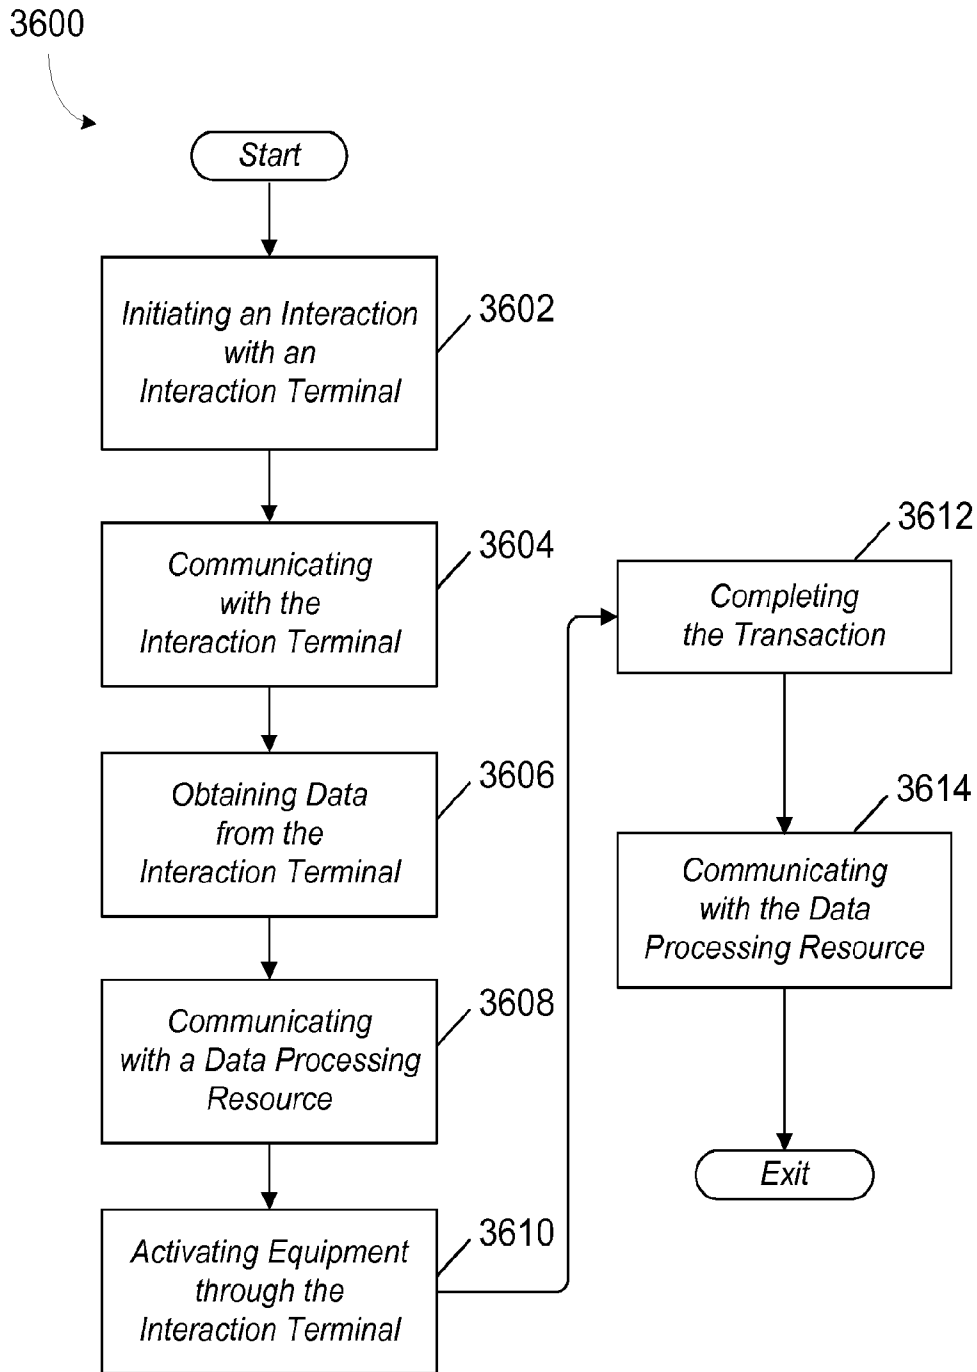 3600
Start
Initiating an Interaction
with an
Interaction Terminal
3602
Communicating
with the
Interaction Terminal
3604
Obtaining Data
from the
Interaction Terminal
3606
Communicating
with a Data Processing
Resource
3608
Activating Equipment
through the
Interaction Terminal
3610
Completing
the Transaction
3612
Communicating
with the Data
Processing Resource
3614
Exit